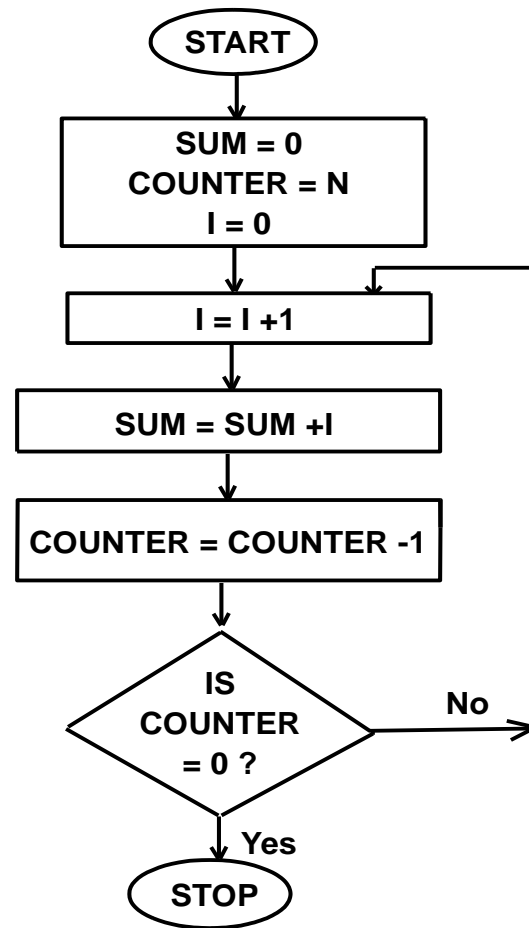 START
SUM = 0
COUNTER = N
I = 0
I = I +1
SUM = SUM +I
COUNTER = COUNTER -1
IS
COUNTER
= 0 ?
No
Yes
STOP